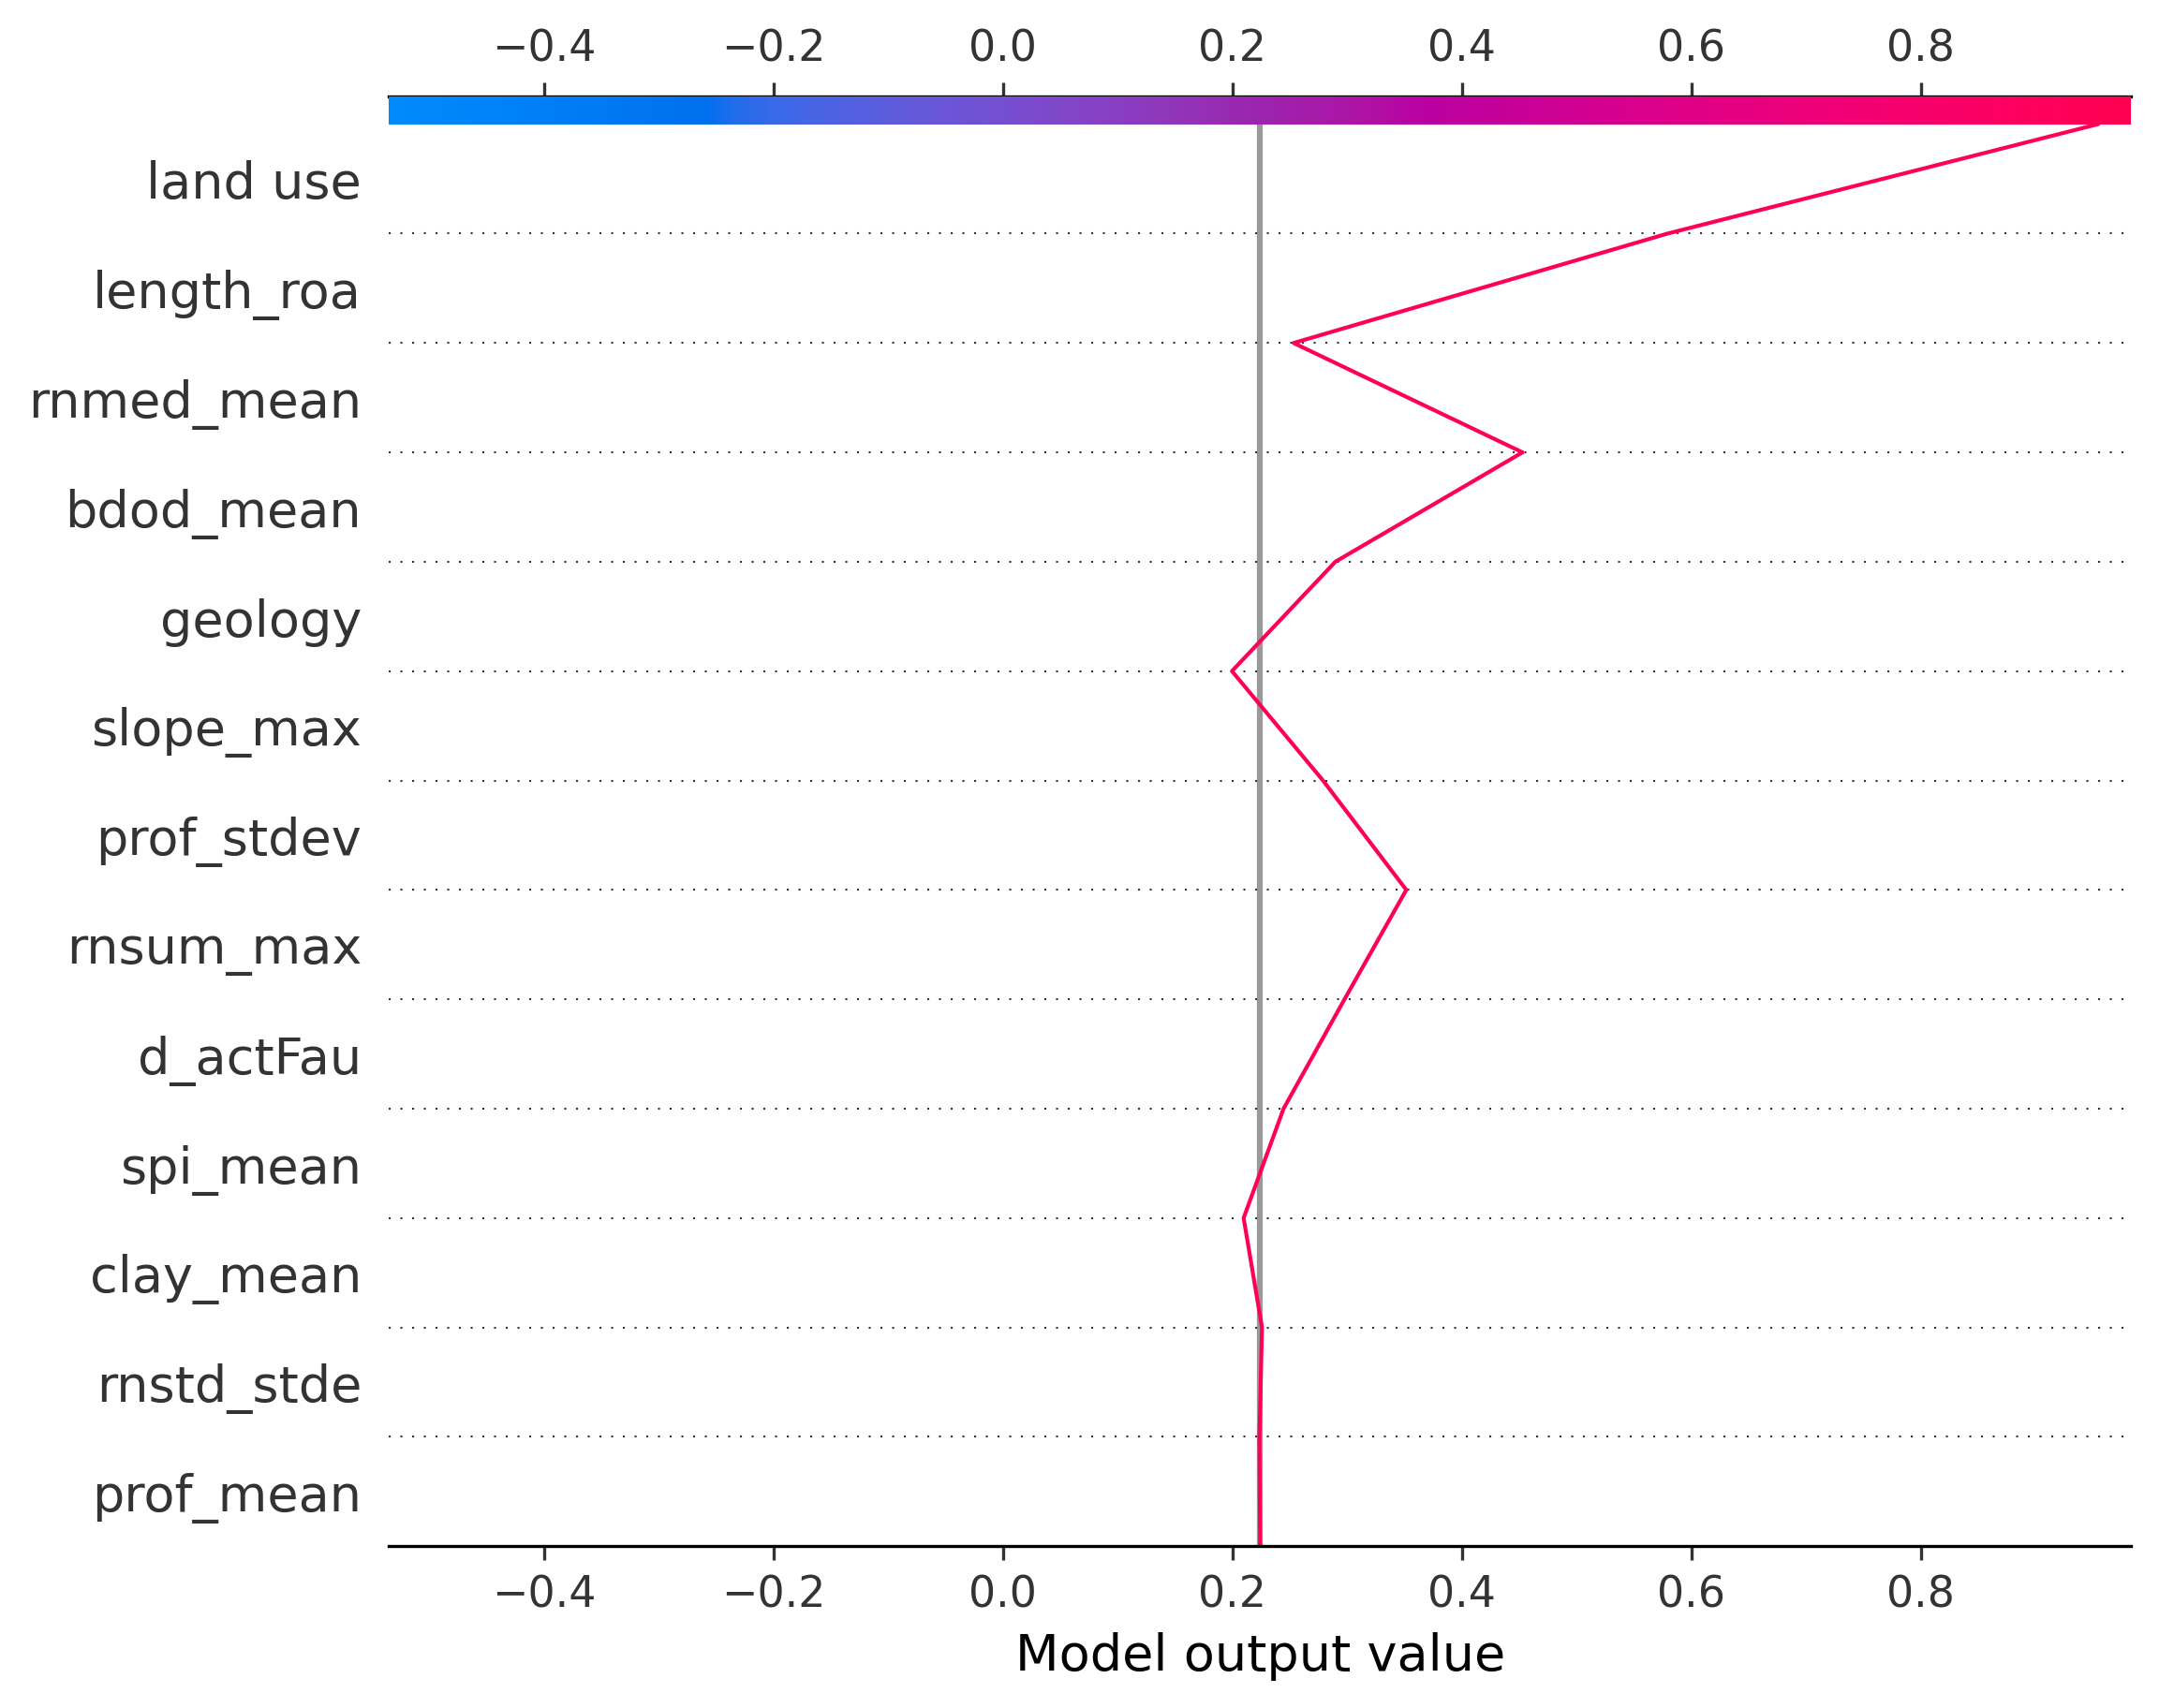 −0.4 −0.2 0.0 0.2 0.4 0.6 0.8
land use
length_roa
rnmed_mean
bdod_mean
geology
slope_max
prof_stdev
rnsum_max
d_actFau
spi_mean
clay_mean
rnstd_stde
prof_mean
−0.4 −0.2 0.0 0.2 0.4 0.6 0.8
Model output value